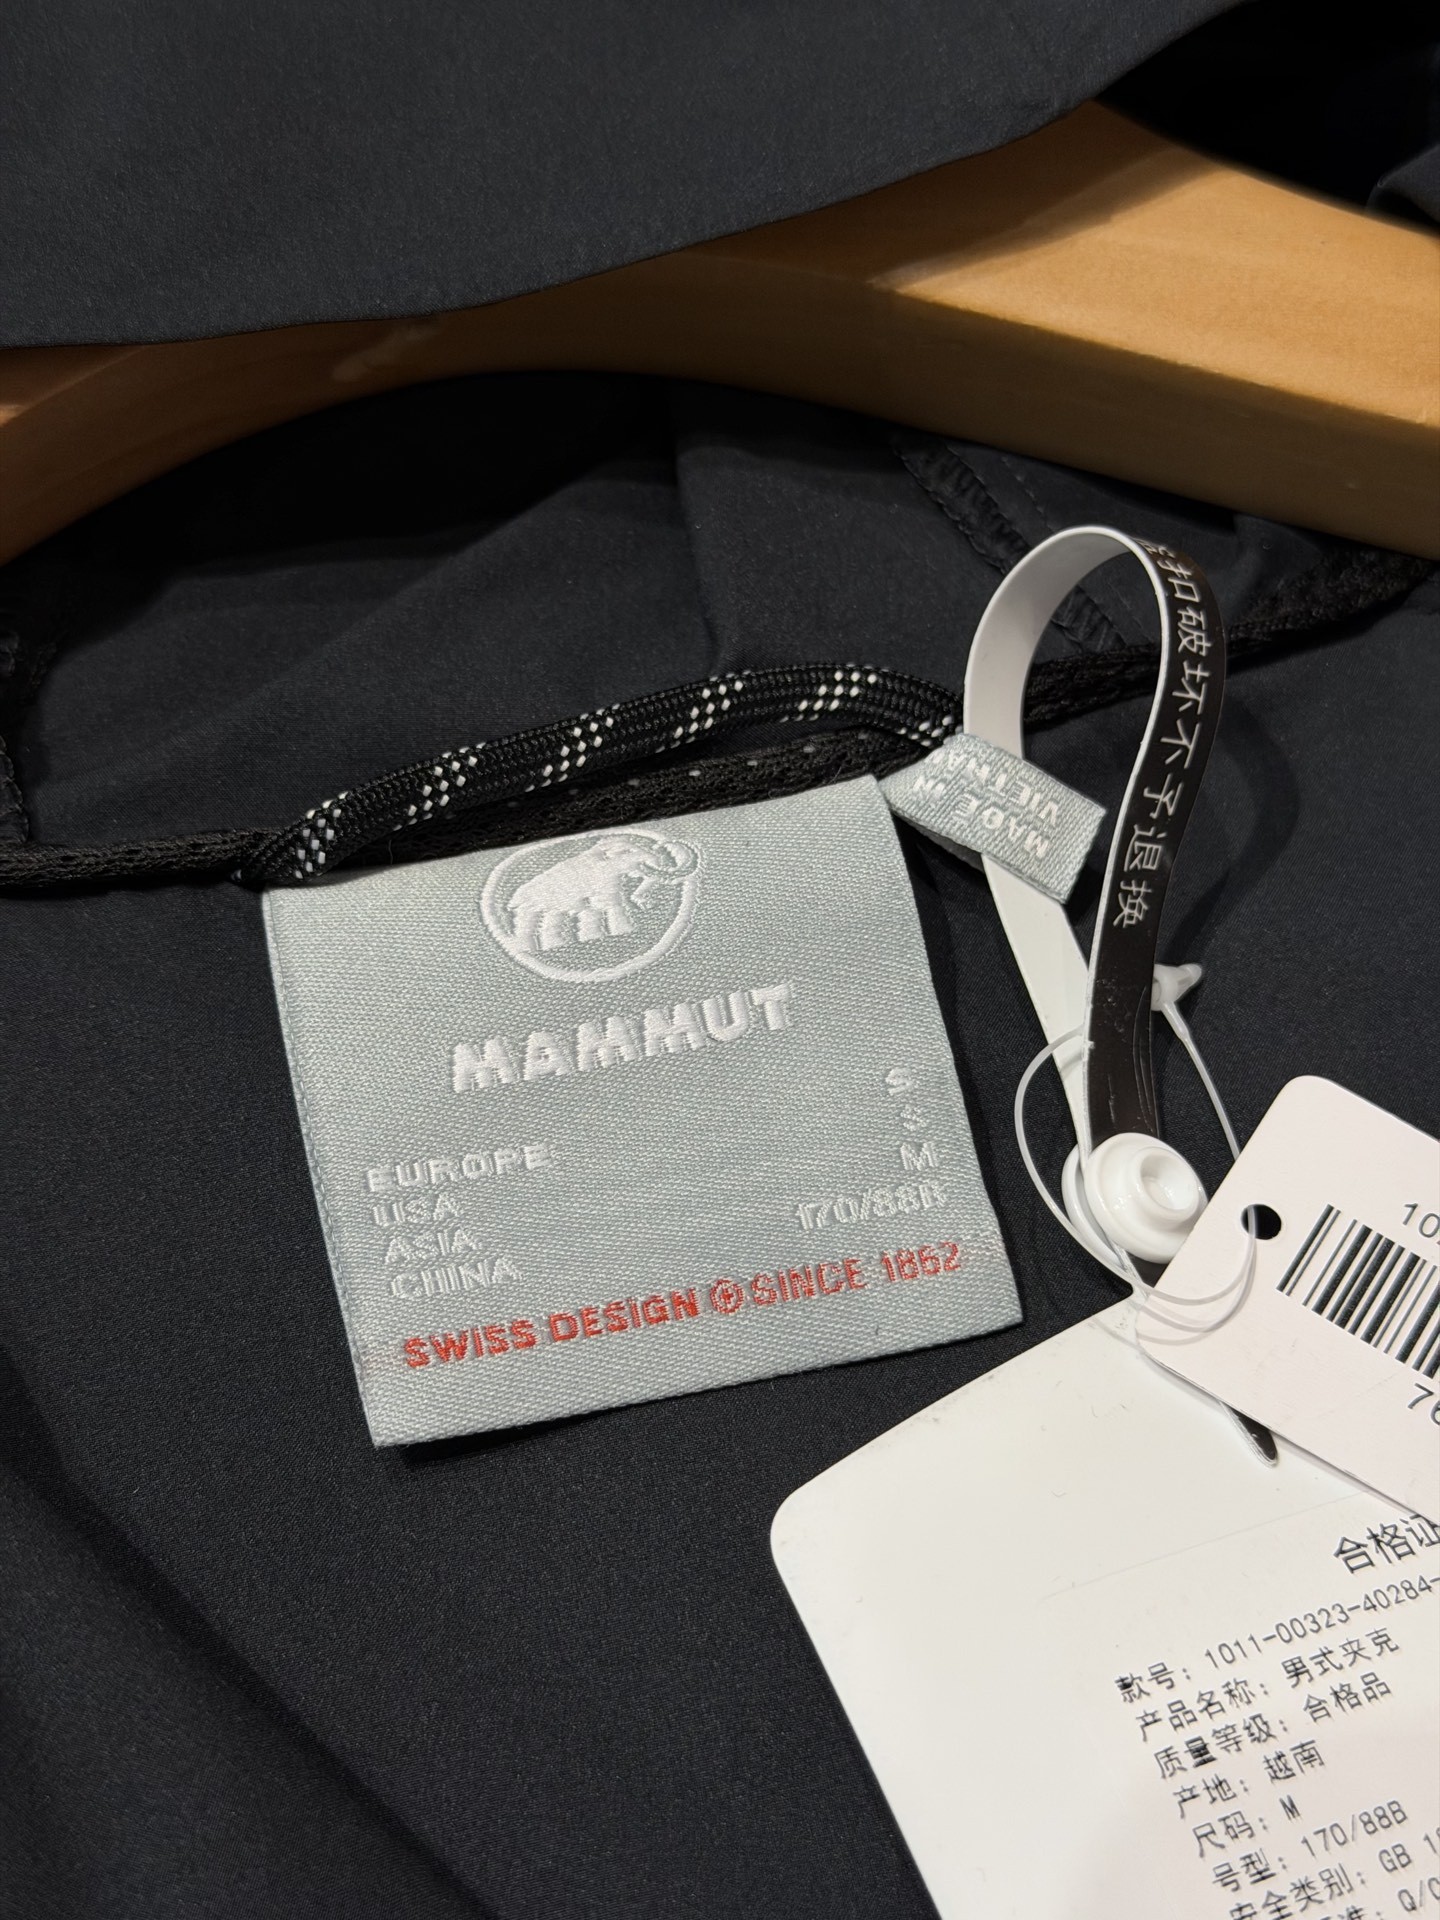 扣破坏不予退换
MADE IN
VIETNAM
MAMMUT
EUROPE S
USA S
ASIA M
CHINA 170/88B
SWISS DESIGN SINCE 1862
10
76
合格证
款号: 1011-00323-40284-
产品名称: 男式夹克
质量等级: 合格品
产地: 越南
尺码: M
号型: 170/88B
安全类别: GB 18
准: Q/